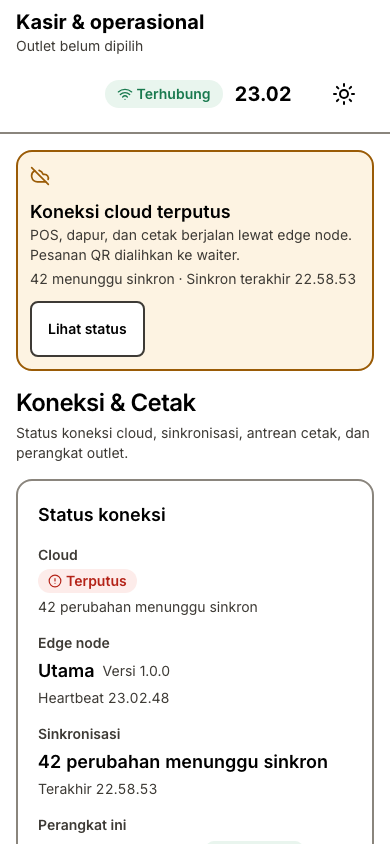 Kasir & operasional
Outlet belum dipilih
Terhubung 23.02
Koneksi cloud terputus
POS, dapur, dan cetak berjalan lewat edge node.
Pesanan QR dialihkan ke waiter.
42 menunggu sinkron · Sinkron terakhir 22.58.53
Lihat status
Koneksi & Cetak
Status koneksi cloud, sinkronisasi, antrean cetak, dan
perangkat outlet.
Status koneksi
Cloud
Terputus
42 perubahan menunggu sinkron
Edge node
Utama Versi 1.0.0
Heartbeat 23.02.48
Sinkronisasi
42 perubahan menunggu sinkron
Terakhir 22.58.53
Perangkat ini